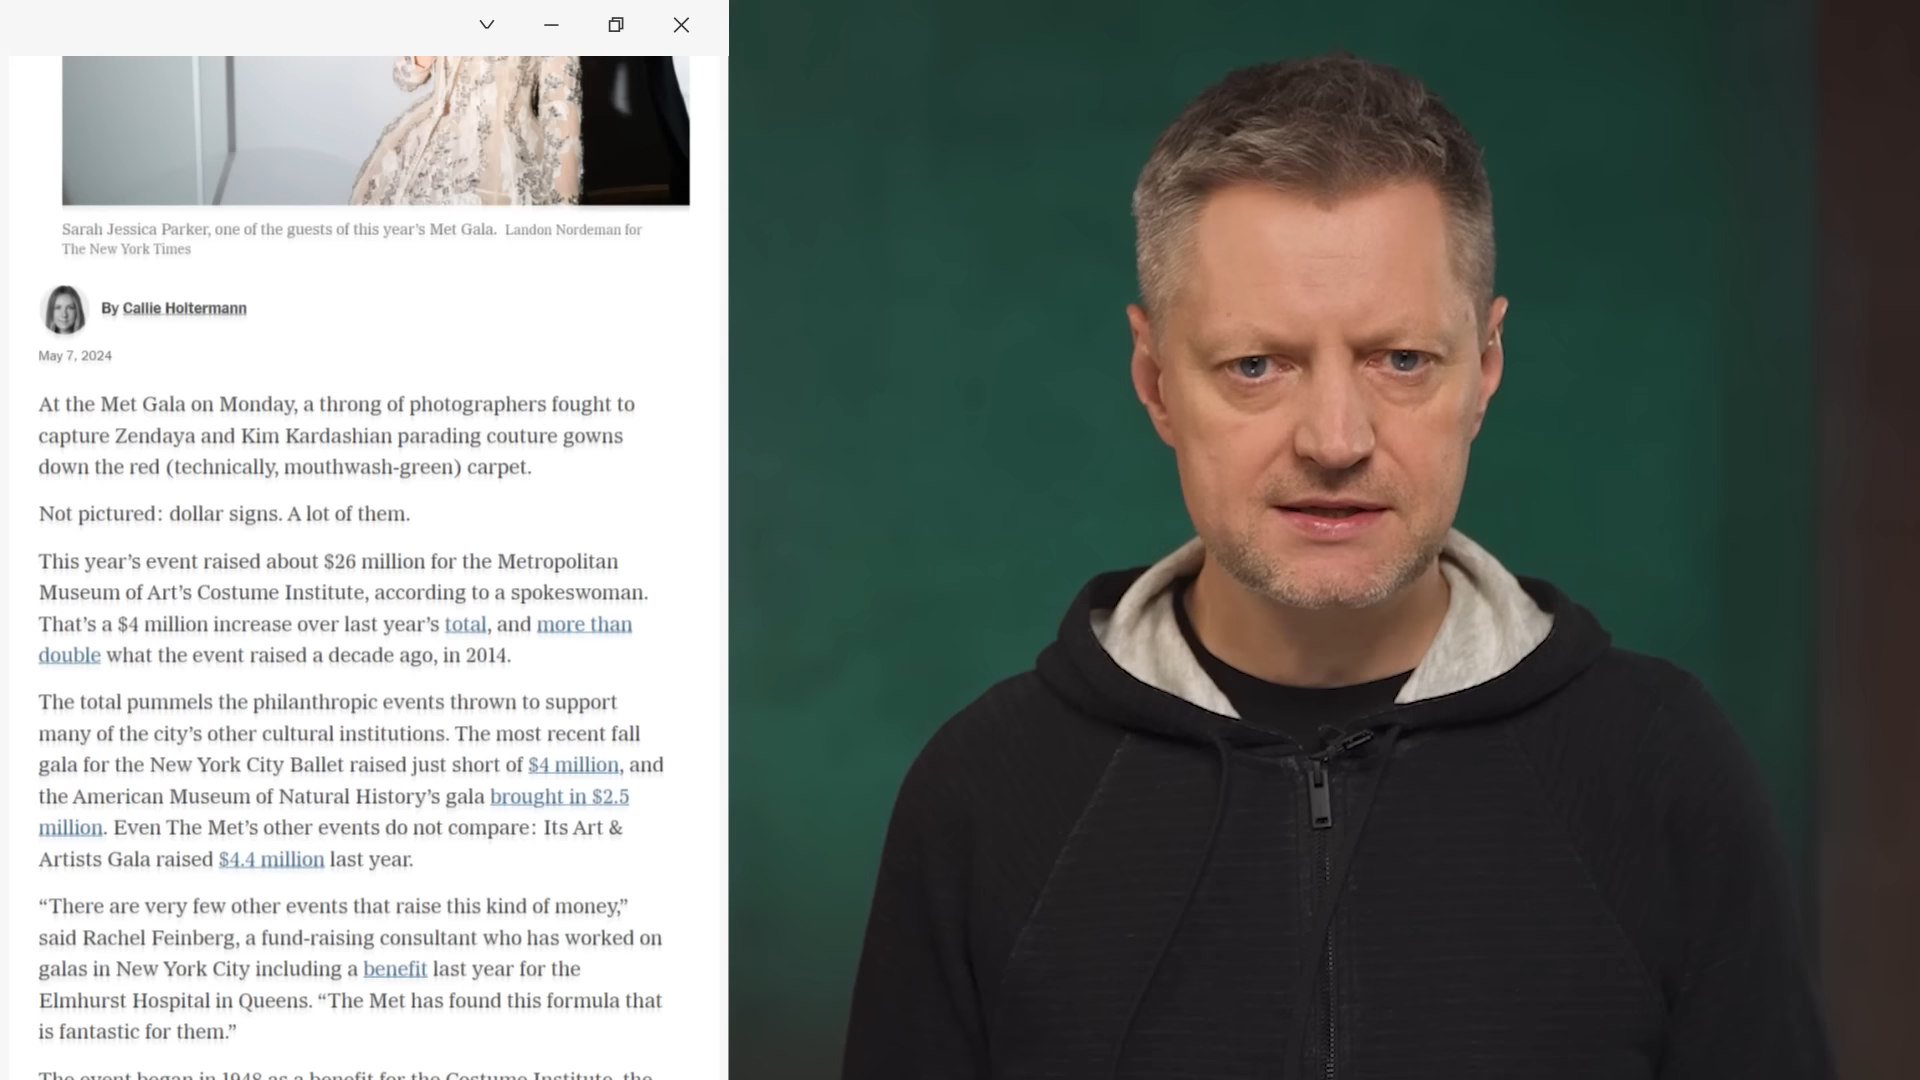 Sarah Jessica Parker, one of the guests of this year’s Met Gala. Landon Nordeman for
The New York Times
By Callie Holtermann
May 7, 2024
At the Met Gala on Monday, a throng of photographers fought to
capture Zendaya and Kim Kardashian parading couture gowns
down the red (technically, mouthwash-green) carpet.
Not pictured: dollar signs. A lot of them.
This year’s event raised about $26 million for the Metropolitan
Museum of Art’s Costume Institute, according to a spokeswoman.
That’s a $4 million increase over last year’s total, and more than
double what the event raised a decade ago, in 2014.
The total pummels the philanthropic events thrown to support
many of the city’s other cultural institutions. The most recent fall
gala for the New York City Ballet raised just short of $4 million, and
the American Museum of Natural History’s gala brought in $2.5
million. Even The Met’s other events do not compare: Its Art &
Artists Gala raised $4.4 million last year.
“There are very few other events that raise this kind of money,”
said Rachel Feinberg, a fund-raising consultant who has worked on
galas in New York City including a benefit last year for the
Elmhurst Hospital in Queens. “The Met has found this formula that
is fantastic for them.”
The event began in 1948 as a benefit for the Costume Institute, the